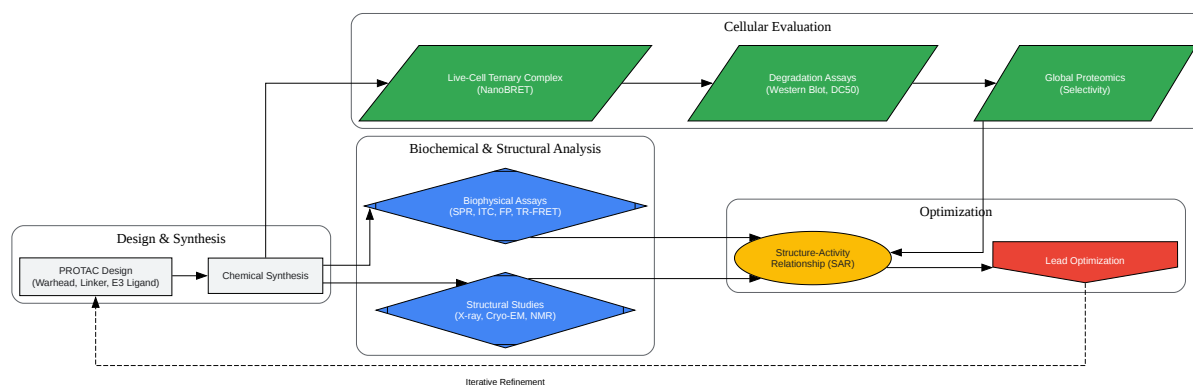 Cellular Evaluation
Live-Cell Ternary Complex
(NanoBRET)
Degradation Assays
(Western Blot, DC50)
Global Proteomics
(Selectivity)
Biochemical & Structural Analysis
Biophysical Assays
(SPR, ITC, FP, TR-FRET)
Structural Studies
(X-ray, Cryo-EM, NMR)
Design & Synthesis
PROTAC Design
(Warhead, Linker, E3 Ligand)
Chemical Synthesis
Optimization
Structure-Activity
Relationship (SAR)
Lead Optimization
Iterative Refinement